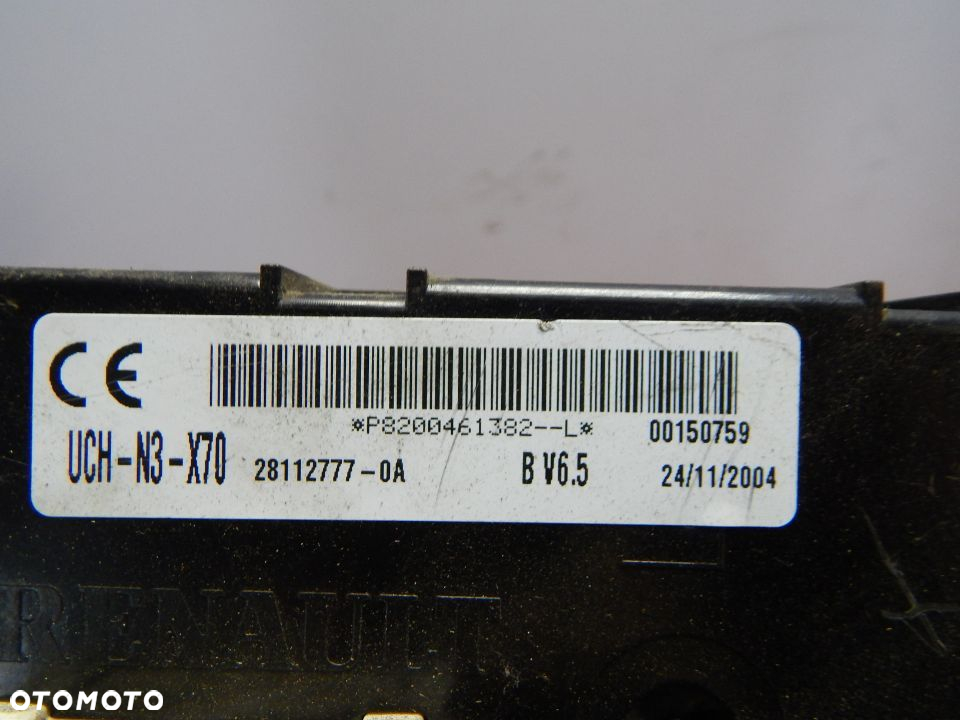 CE
*P8200461382--L*
00150759
UCH-N3-X70
28112777-0A
B V6.5
24/11/2004
RENAULT
OTOMOTO